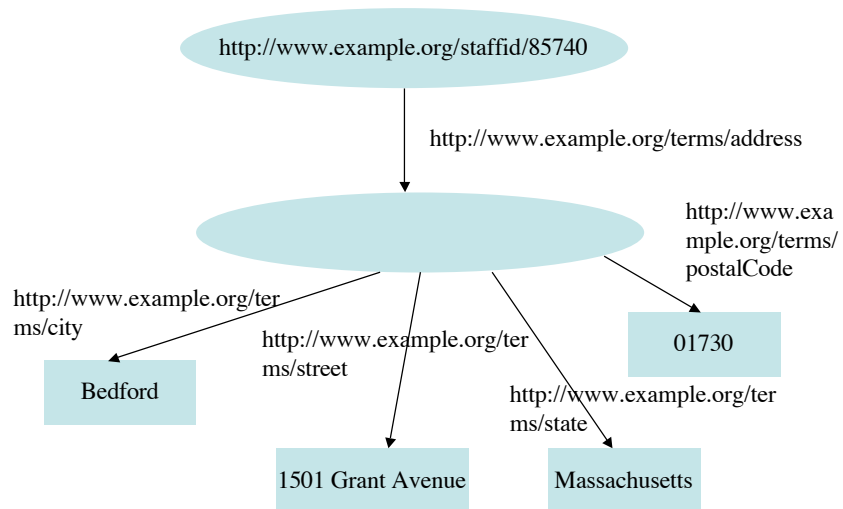 http://www.example.org/staffid/85740
http://www.example.org/terms/address
http://www.exa
mple.org/terms/
postalCode
http://www.example.org/ter
ms/city
http://www.example.org/ter
ms/street
01730
Bedford
http://www.example.org/ter
ms/state
1501 Grant Avenue
Massachusetts